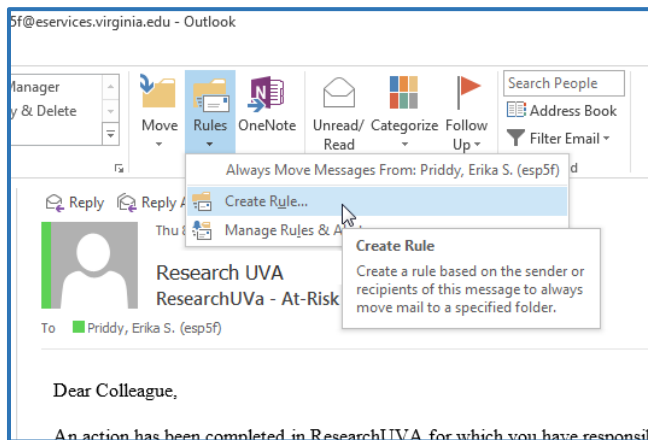 5f@eservices.virginia.edu - Outlook
Manager
y & Delete
Move
Rules
OneNote
Unread/
Read
Categorize
Follow
Up
Search People
Address Book
Filter Email
d
Always Move Messages From: Priddy, Erika S. (esp5f)
Create Rule...
Manage Rules &
Reply
Reply
Thu 8
Create Rule
Create a rule based on the sender or
recipients of this message to always
move mail to a specified folder.
Research UVA
ResearchUVa - At-Risk
To Priddy, Erika S. (esp5f)
Dear Colleague,
An action has been completed in ResearchUVA for which you have responsi